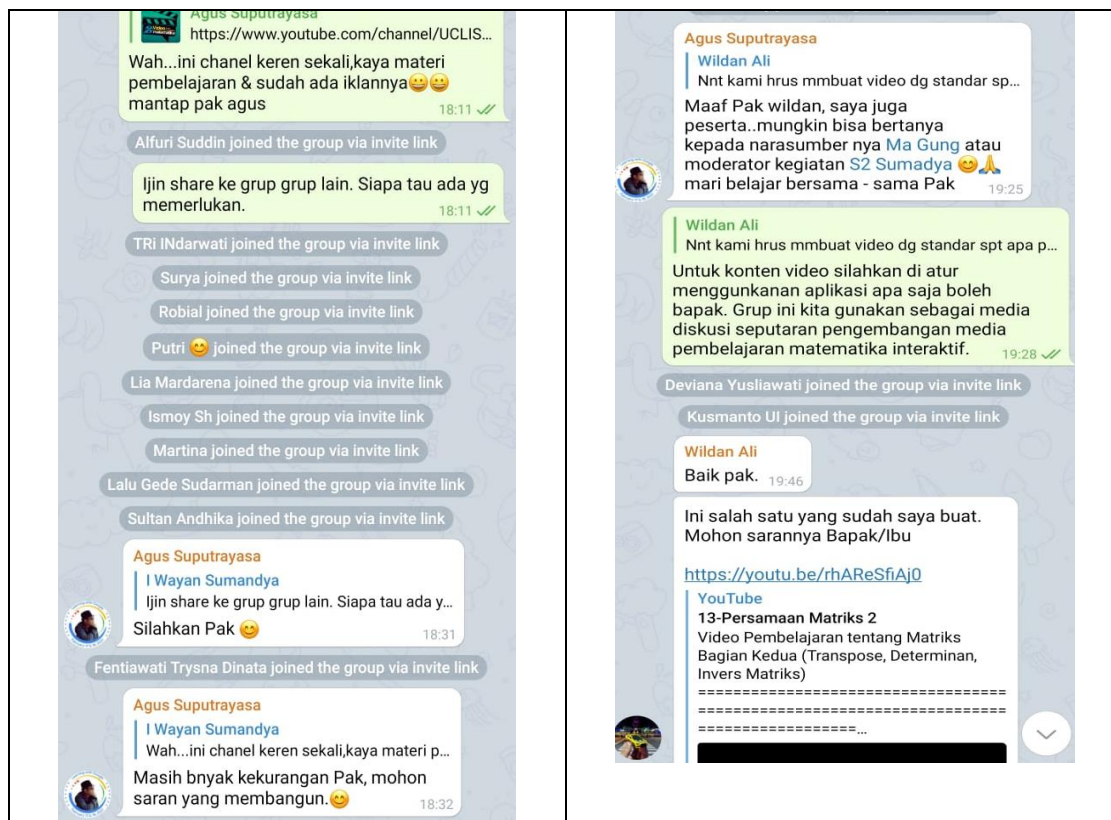 Agus Suputrayasa
https://www.youtube.com/channel/UCLIS...
Wah...ini chanel keren sekali,kaya materi
pembelajaran & sudah ada iklannya😀😀
mantap pak agus
18:11
Alfuri Suddin joined the group via invite link
Ijin share ke grup grup lain. Siapa tau ada yg
memerlukan.
18:11
TRi INdarwati joined the group via invite link
Surya joined the group via invite link
Robial joined the group via invite link
Putri 😊 joined the group via invite link
Lia Mardarena joined the group via invite link
Ismoy Sh joined the group via invite link
Martina joined the group via invite link
Lalu Gede Sudarman joined the group via invite link
Sultan Andhika joined the group via invite link
Agus Suputrayasa
I Wayan Sumandya
Ijin share ke grup grup lain. Siapa tau ada y...
Silahkan Pak 😊
18:31
Fentiawati Trysna Dinata joined the group via invite link
Agus Suputrayasa
I Wayan Sumandya
Wah...ini chanel keren sekali,kaya materi p...
Masih bnyak kekurangan Pak, mohon
saran yang membangun.😊
18:32
Agus Suputrayasa
Wildan Ali
Nnt kami hrus mmbuat video dg standar sp...
Maaf Pak wildan, saya juga
peserta..mungkin bisa bertanya
kepada narasumber nya Ma Gung atau
moderator kegiatan S2 Sumadya 😊🙏
mari belajar bersama - sama Pak
19:25
Wildan Ali
Nnt kami hrus mmbuat video dg standar spt apa p...
Untuk konten video silahkan di atur
menggunkanan aplikasi apa saja boleh
bapak. Grup ini kita gunakan sebagai media
diskusi seputaran pengembangan media
pembelajaran matematika interaktif.
19:28
Deviana Yusliawati joined the group via invite link
Kusmanto UI joined the group via invite link
Wildan Ali
Baik pak.
19:46
Ini salah satu yang sudah saya buat.
Mohon sarannya Bapak/Ibu
https://youtu.be/rhAReSfiAj0
YouTube
13-Persamaan Matriks 2
Video Pembelajaran tentang Matriks
Bagian Kedua (Transpose, Determinan,
Invers Matriks)
===================================
===================================
==================...